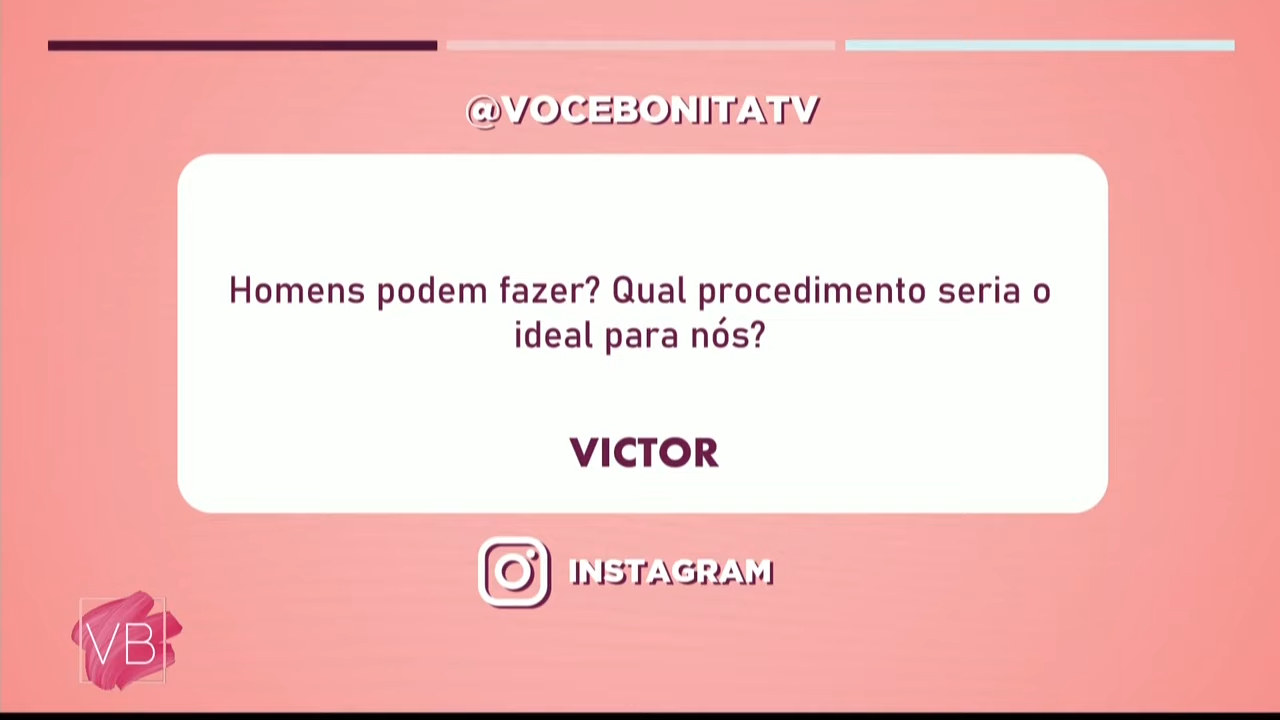 @VOCEBONITATV
Homens podem fazer? Qual procedimento seria o
ideal para nós?
VICTOR
INSTAGRAM
VB